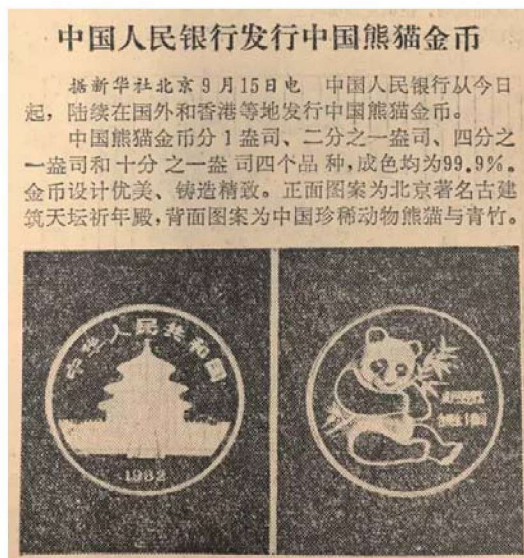 中国人民银行发行中国熊猫金币
据新华社北京9月15日电 中国人民银行从今日
起，陆续在国外和香港等地发行中国熊猫金币。
中国熊猫金币分1盎司、二分之一盎司、四分之
一盎司和十分之一盎司四个品种，成色均为99.9%。
金币设计优美、铸造精致。正面图案为北京著名古建
筑天坛祈年殿，背面图案为中国珍稀动物熊猫与青竹。
中华人民共和国
1982